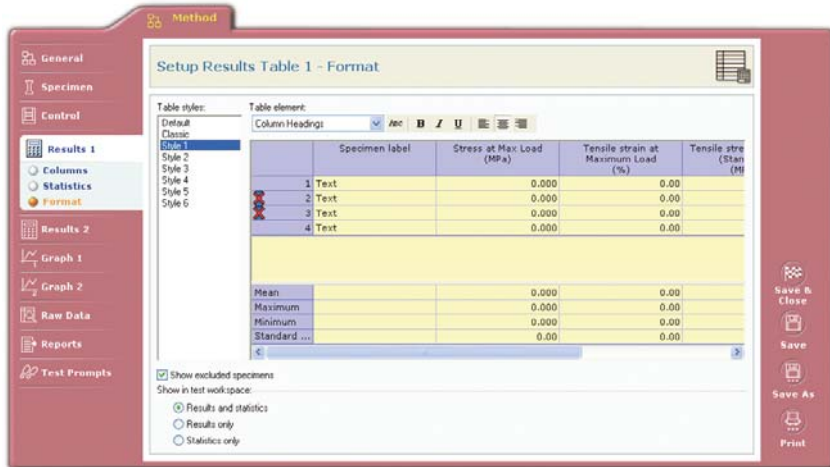 Method
General
Specimen
Control
Results 1
Columns
Statistics
Format
Results 2
Graph 1
Graph 2
Raw Data
Reports
Test Prompts
Setup Results Table 1 - Format
Table styles:
Default
Classic
Style 1
Style 2
Style 3
Style 4
Style 5
Style 6
Table element:
Column Headings ABC B I U
Specimen label Stress at Max Load Tensile strain at Tensile stre
(MPa) Maximum Load (Stan
(%) (MP
1 Text 0.000 0.00
2 Text 0.000 0.00
3 Text 0.000 0.00
4 Text 0.000 0.00
Mean 0.000 0.00
Maximum 0.000 0.00
Minimum 0.000 0.00
Standard ... 0.00 0.00
Show excluded specimens
Show in test workspace:
Results and statistics
Results only
Statistics only
Save &
Close
Save
Save As
Print